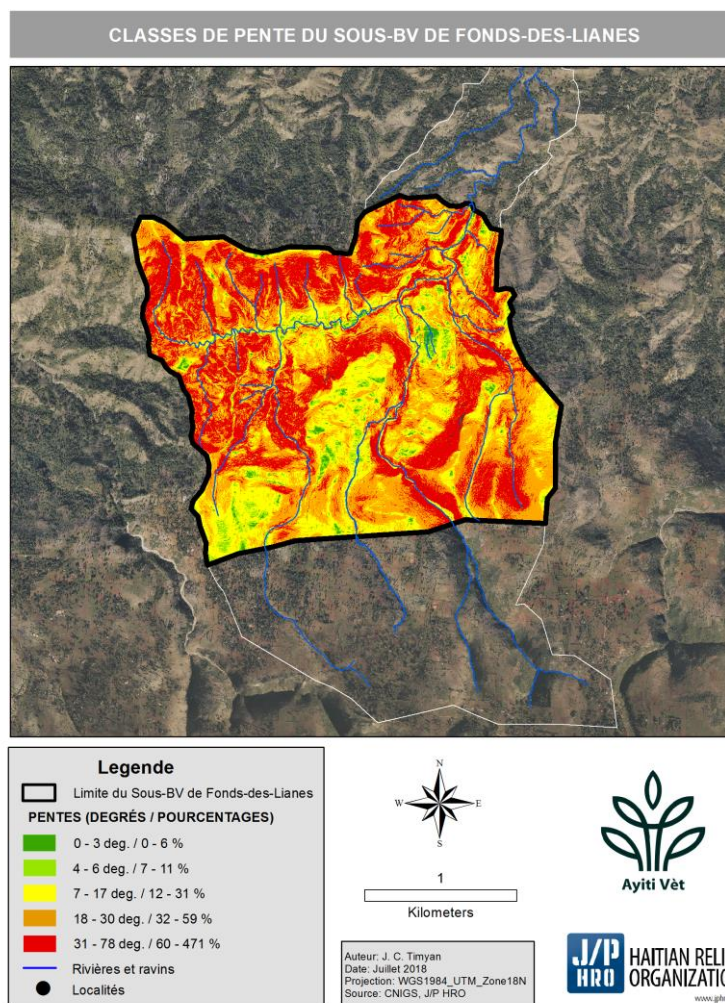 CLASSES DE PENTE DU SOUS-BV DE FONDS-DES-LIANES
Legende
Limite du Sous-BV de Fonds-des-Lianes
PENTES (DEGRÉS / POURCENTAGES)
0 - 3 deg. / 0 - 6 %
4 - 6 deg. / 7 - 11 %
7 - 17 deg. / 12 - 31 %
18 - 30 deg. / 32 - 59 %
31 - 78 deg. / 60 - 471 %
Rivières et ravins
Localités
N
W E
S
1
Kilometers
Auteur: J. C. Timyan
Date: Juillet 2018
Projection: WGS1984_UTM_Zone18N
Source: CNIGS, J/P HRO
Ayiti Vèt
J/P
HRO
HAITIAN RELI
ORGANIZATIO